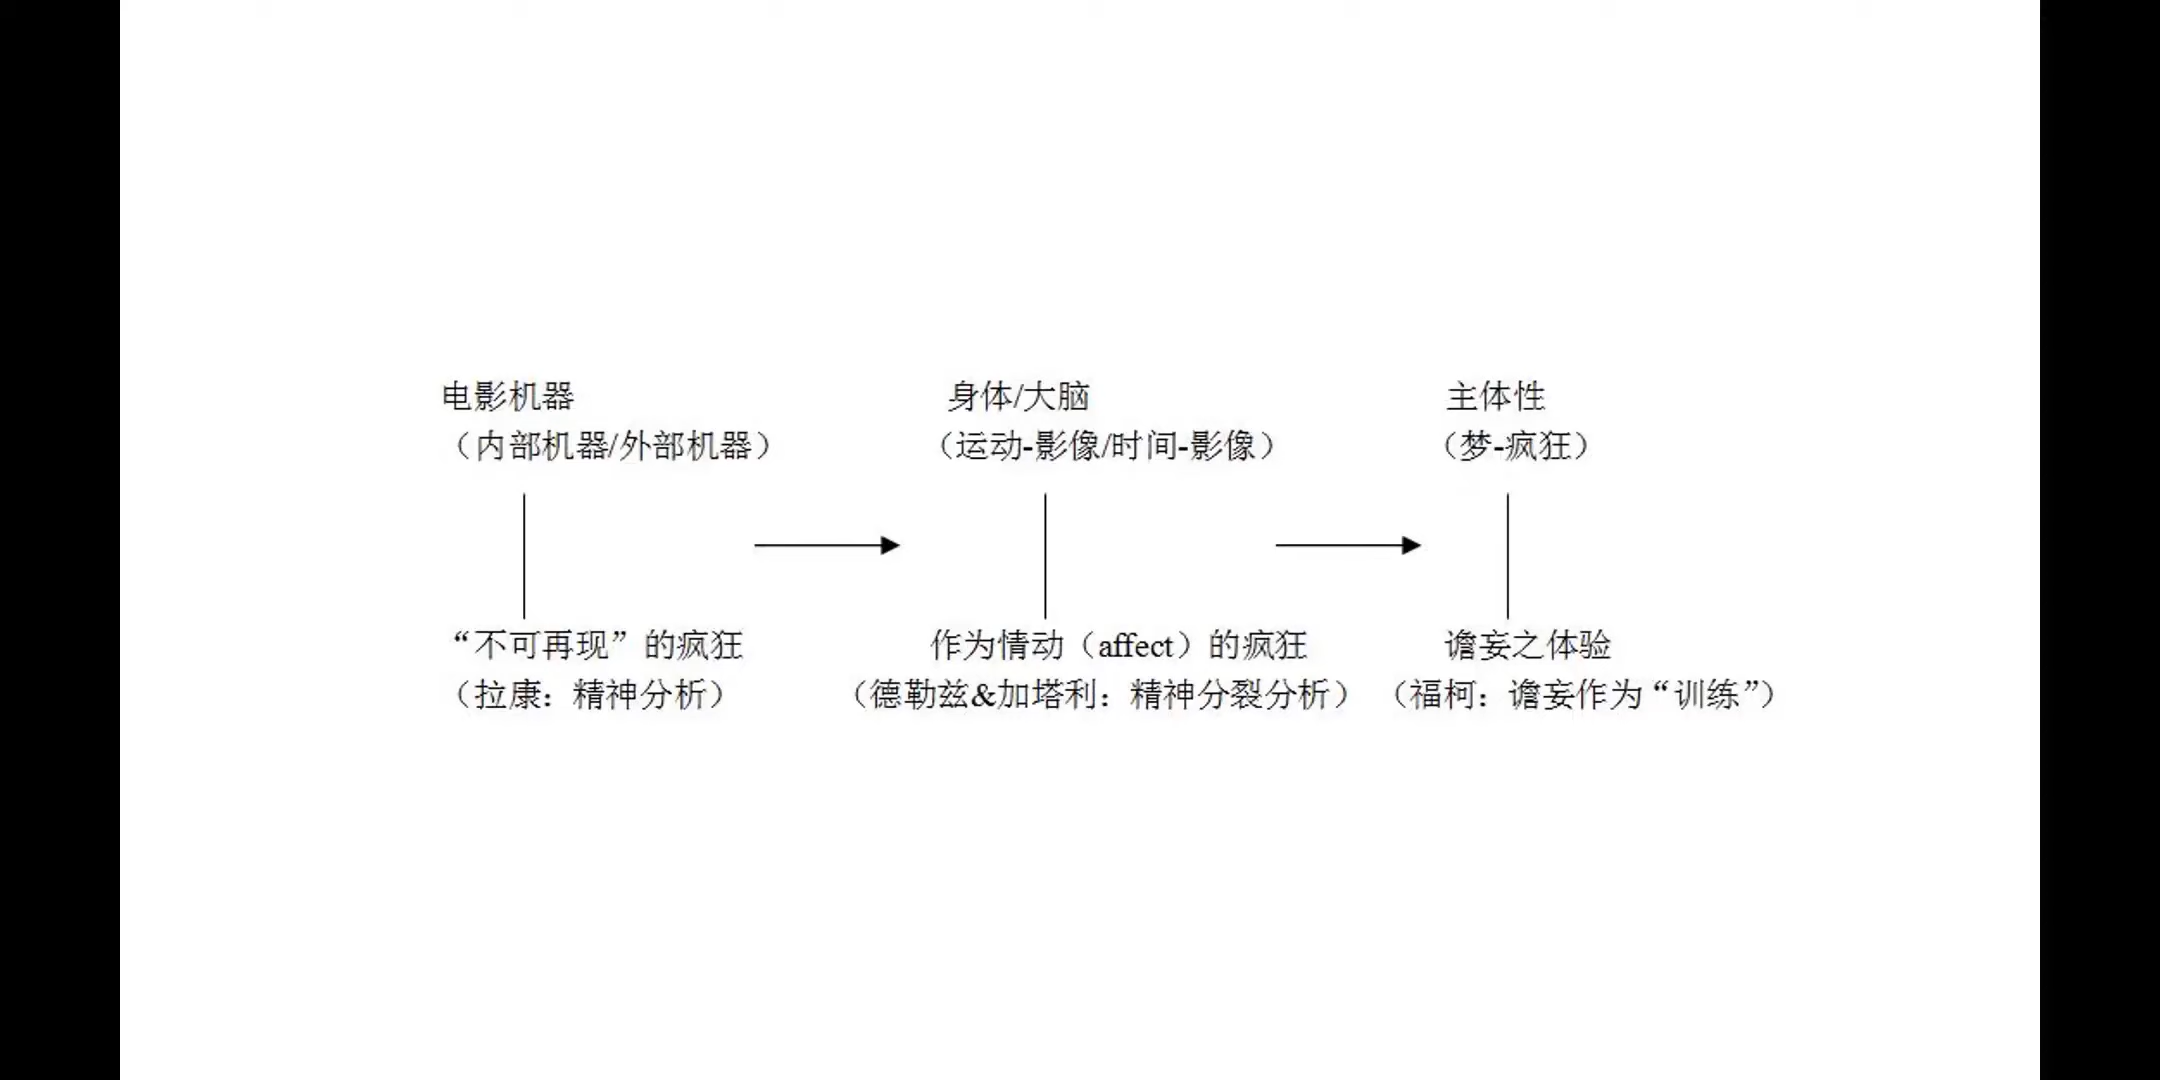 电影机器
（内部机器/外部机器）
“不可再现”的疯狂
（拉康：精神分析）
身体/大脑
（运动-影像/时间-影像）
作为情动（affect）的疯狂
（德勒兹&加塔利：精神分裂分析）
主体性
（梦-疯狂）
谵妄之体验
（福柯：谵妄作为“训练”）